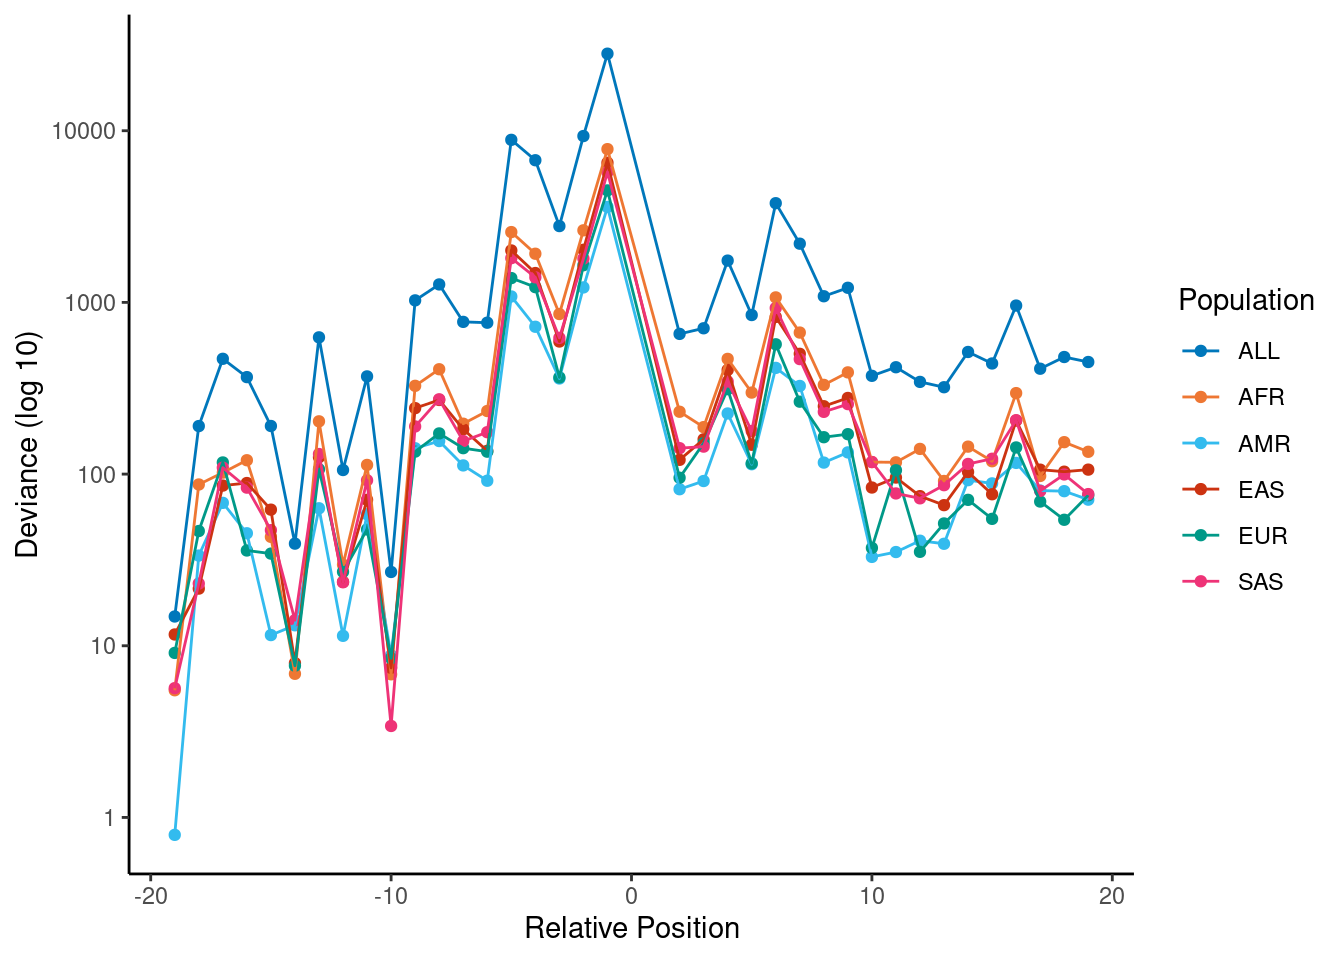 10000
1000
100
10
1
Deviance (log 10)
-20
-10
0
10
20
Relative Position
Population
ALL
AFR
AMR
EAS
EUR
SAS